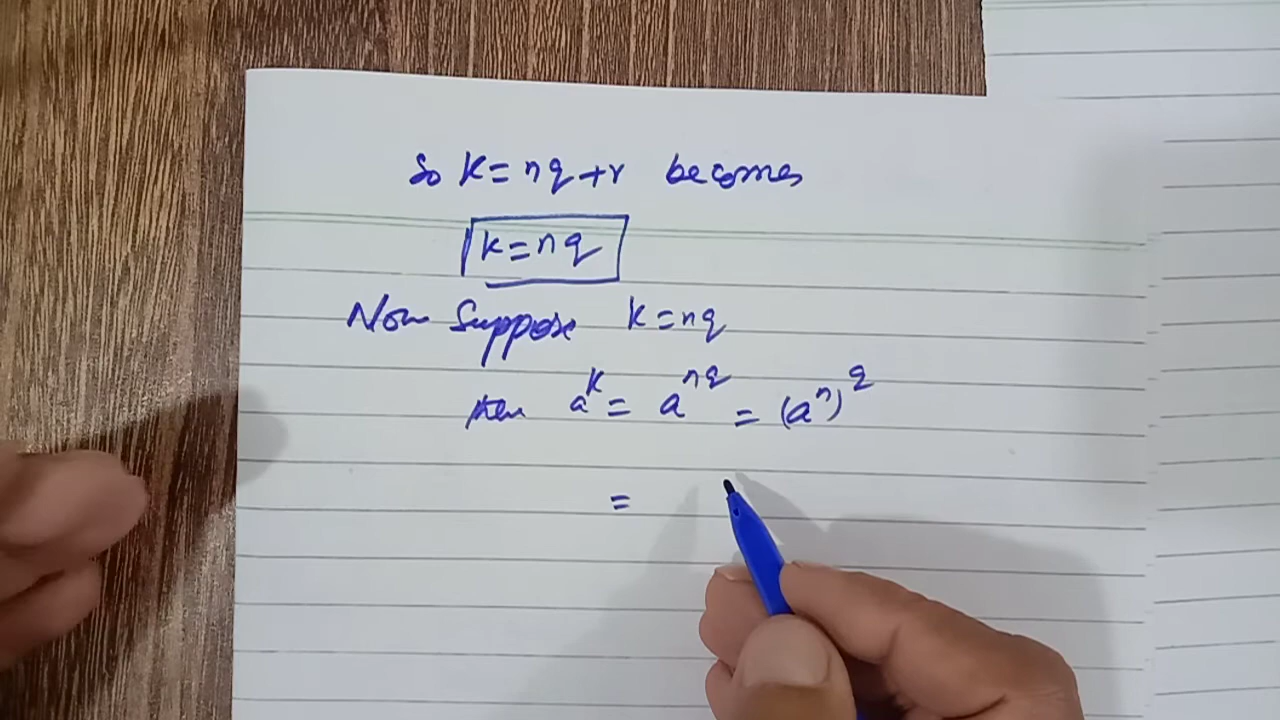 So K = nq + r becomes
K = nq
Now Suppose K = nq
then a^K = a^nq = (a^n)^q
=